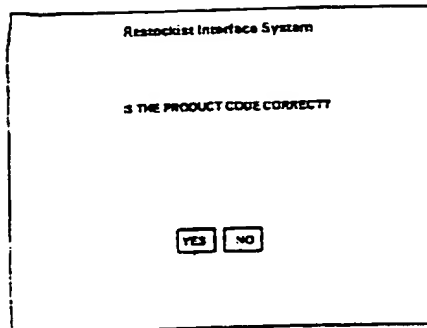 Restockist Interface System
IS THE PRODUCT CODE CORRECT?
YES NO